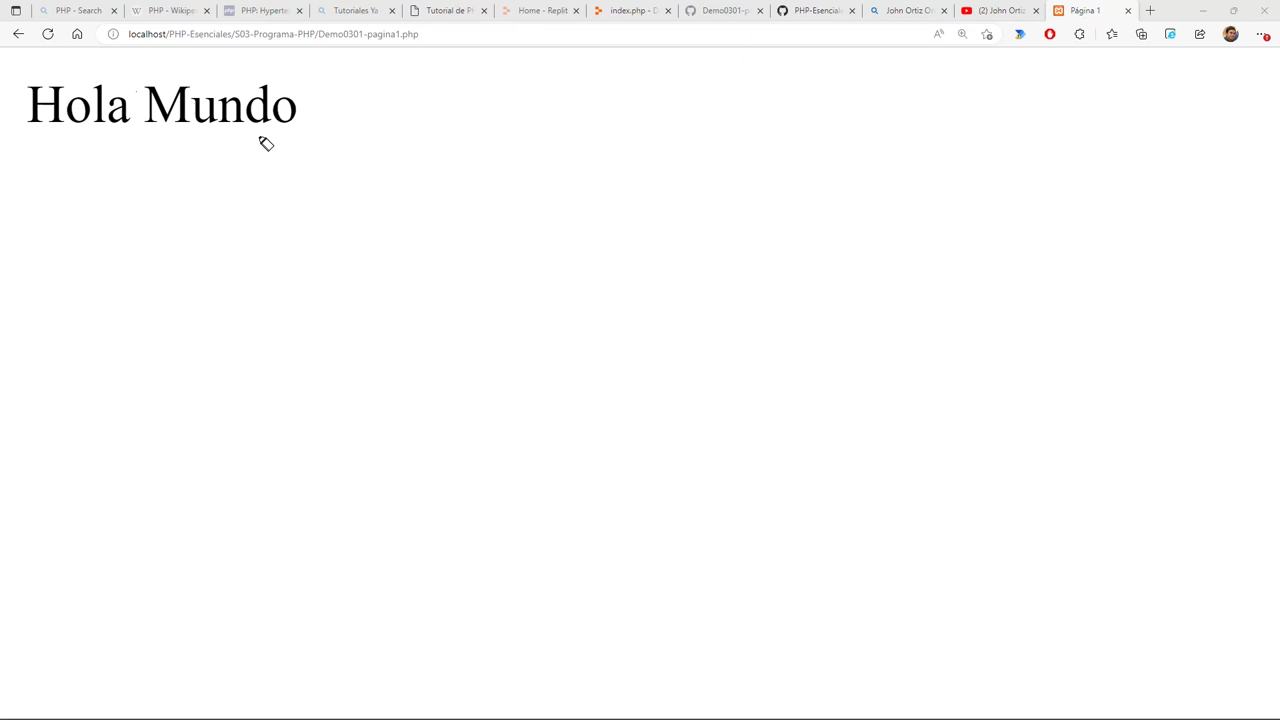 PHP - Search
PHP - Wikipe
PHP: Hyperte
Tutoriales Ya
Tutorial de P
Home - Replit
index.php - D
Demo0301-p
PHP-Esencial
John Ortiz O
(2) John Ortiz
Página 1
localhost/PHP-Esenciales/S03-Programa-PHP/Demo0301-pagina1.php
Hola Mundo